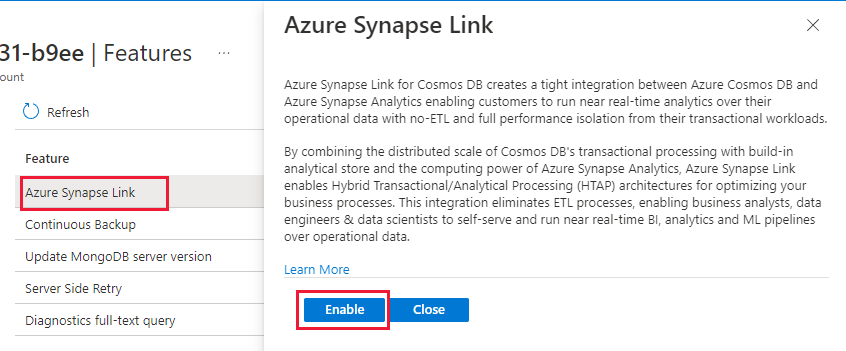 31-b9ee | Features ...
ount
Refresh
Feature
Azure Synapse Link
Continuous Backup
Update MongoDB server version
Server Side Retry
Diagnostics full-text query
Azure Synapse Link
Azure Synapse Link for Cosmos DB creates a tight integration between Azure Cosmos DB and
Azure Synapse Analytics enabling customers to run near real-time analytics over their
operational data with no-ETL and full performance isolation from their transactional workloads.
By combining the distributed scale of Cosmos DB's transactional processing with build-in
analytical store and the computing power of Azure Synapse Analytics, Azure Synapse Link
enables Hybrid Transactional/Analytical Processing (HTAP) architectures for optimizing your
business processes. This integration eliminates ETL processes, enabling business analysts, data
engineers & data scientists to self-serve and run near real-time BI, analytics and ML pipelines
over operational data.
Learn More
Enable Close